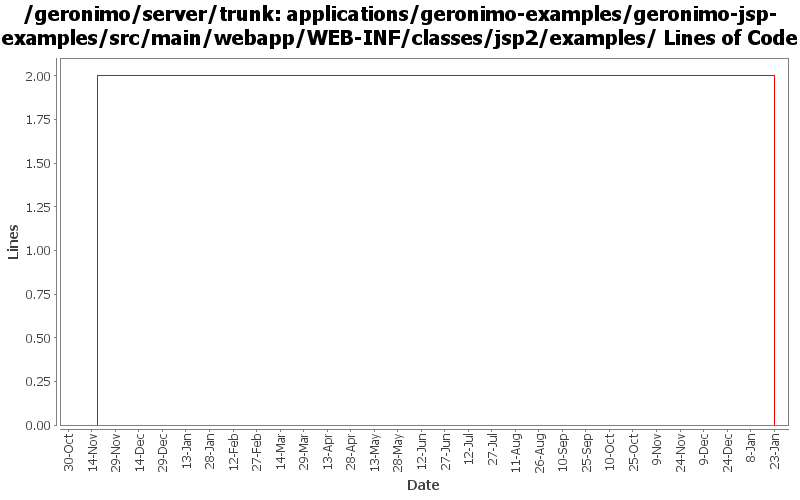 /geronimo/server/trunk: applications/geronimo-examples/geronimo-jsp-
examples/src/main/webapp/WEB-INF/classes/jsp2/examples/ Lines of Code
2.00
1.75
1.50
1.25
1.00
0.75
0.50
0.25
0.00
Lines
30-Oct
14-Nov
29-Nov
14-Dec
29-Dec
13-Jan
28-Jan
12-Feb
27-Feb
14-Mar
29-Mar
13-Apr
28-Apr
13-May
28-May
12-Jun
27-Jun
12-Jul
27-Jul
11-Aug
26-Aug
10-Sep
25-Sep
10-Oct
25-Oct
9-Nov
24-Nov
9-Dec
24-Dec
8-Jan
23-Jan
Date